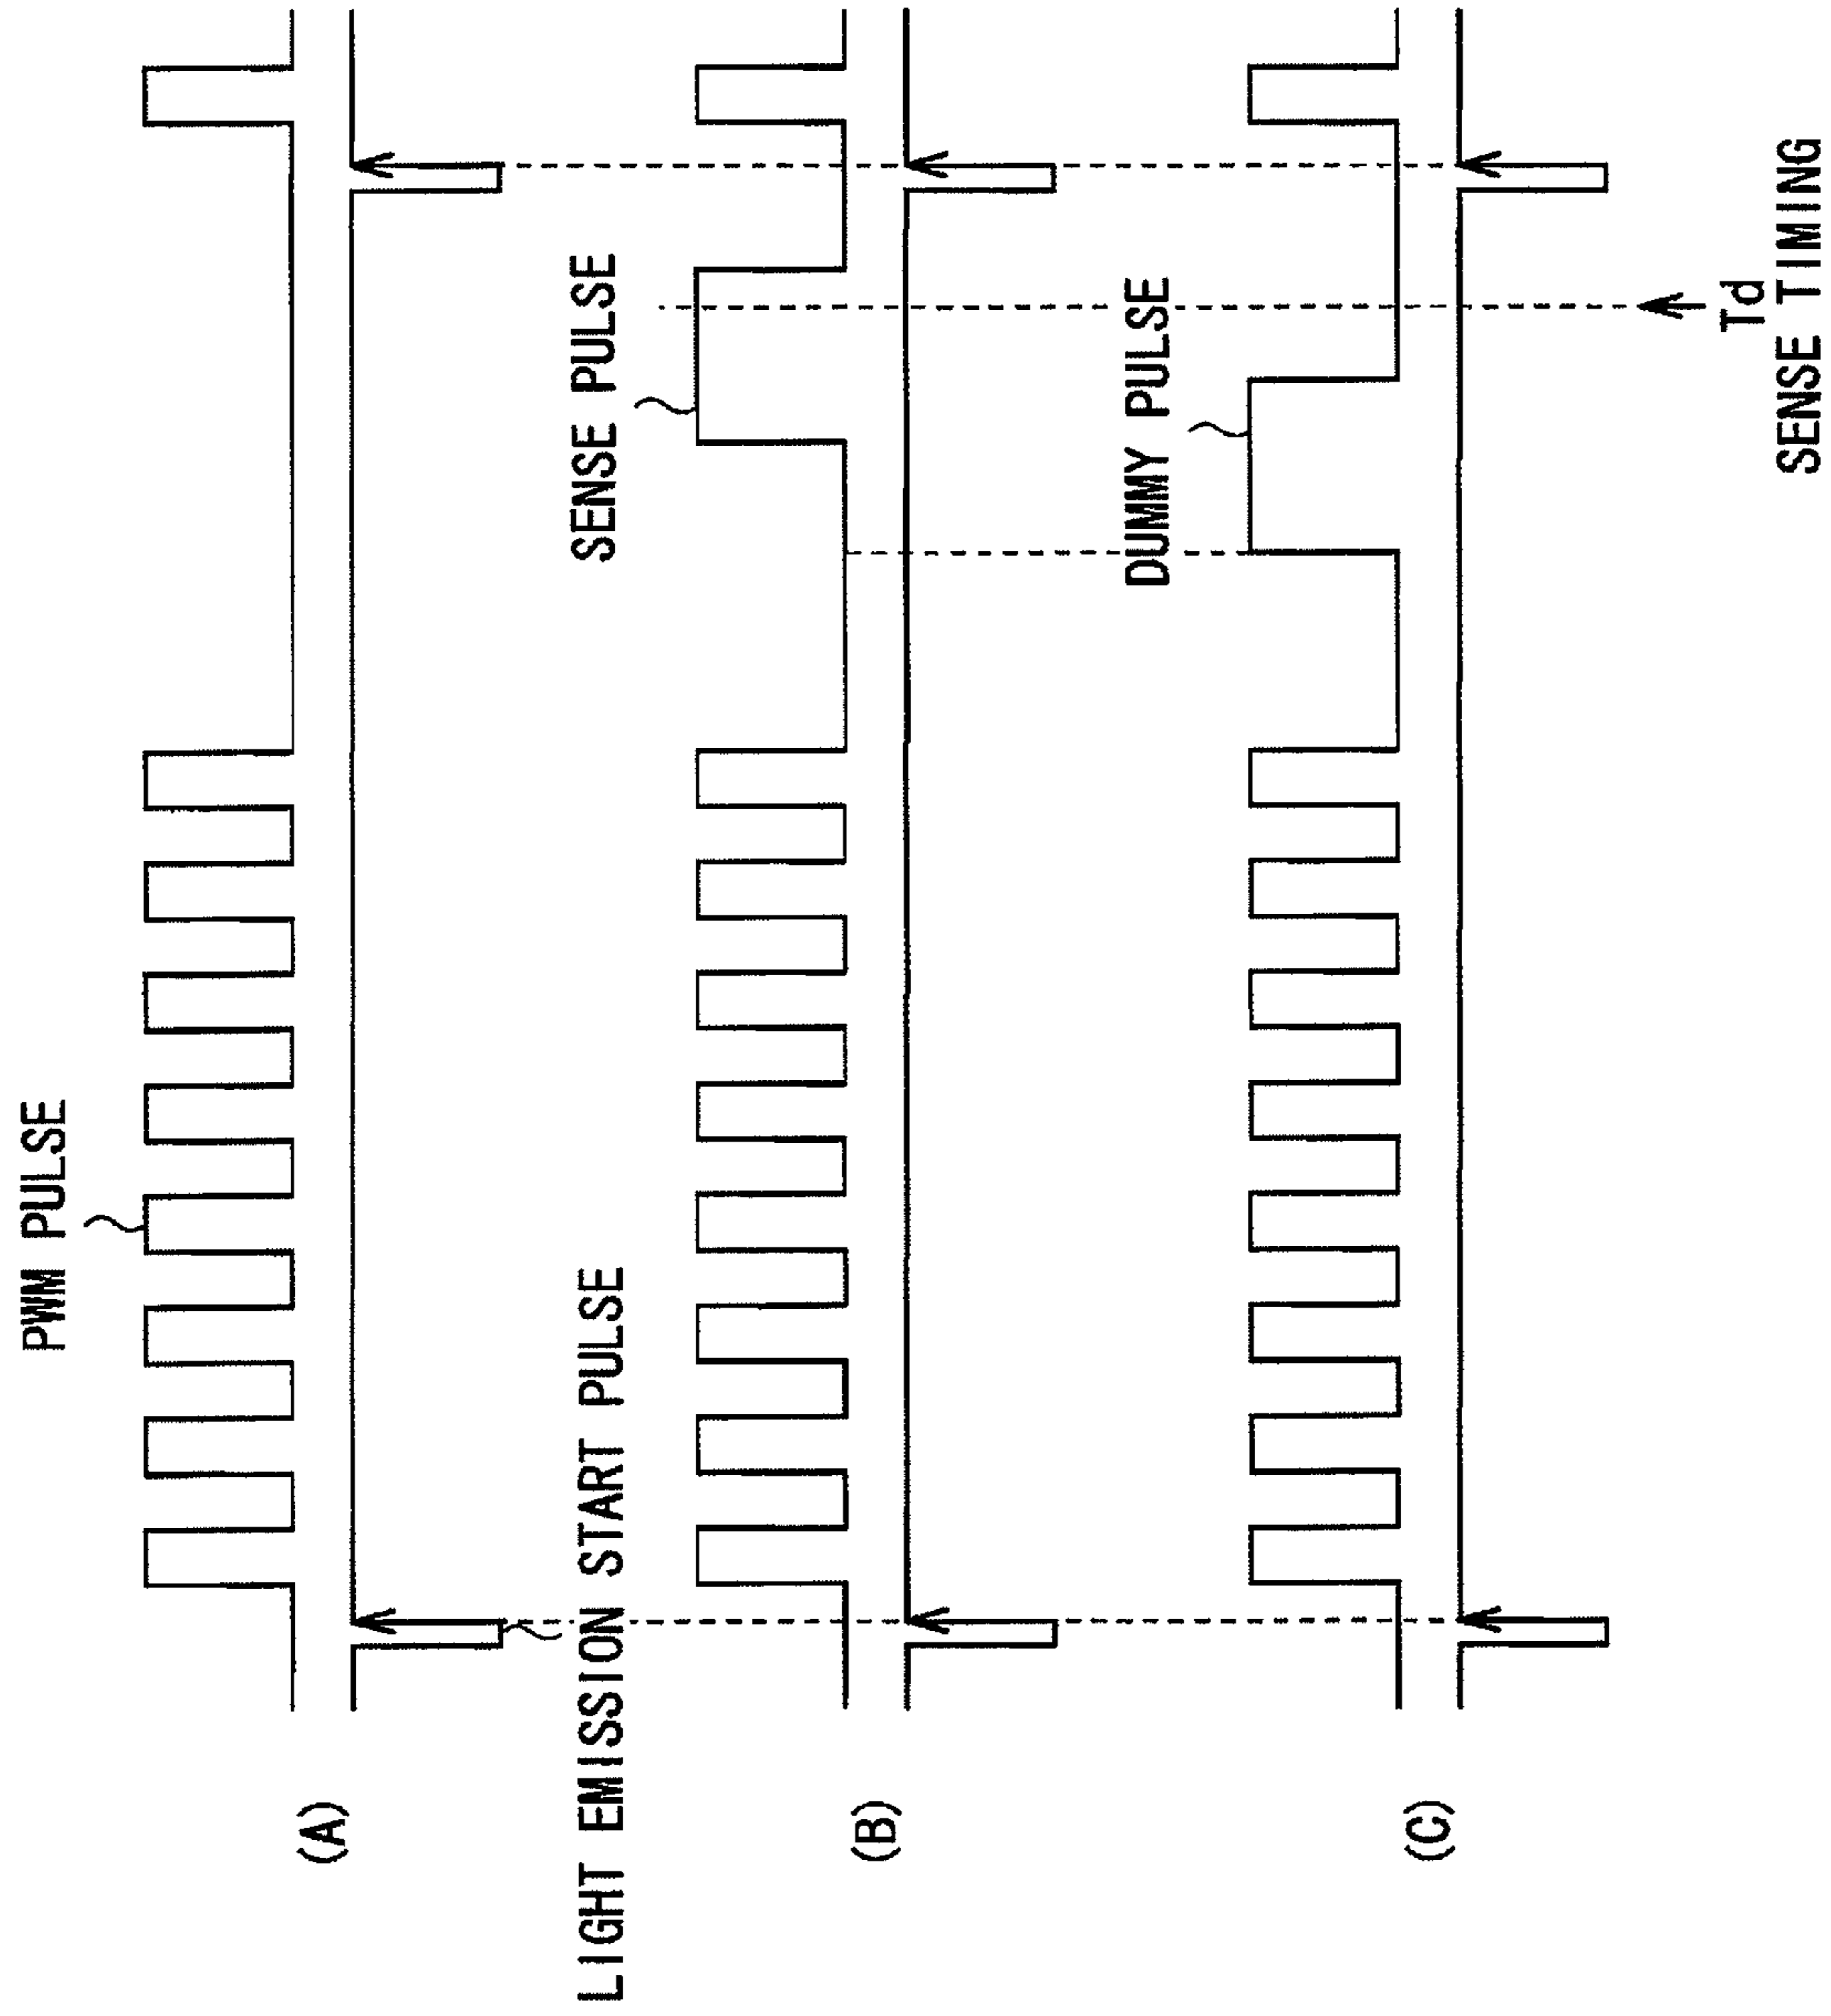 PWM PULSE
(A)
LIGHT EMISSION START PULSE
SENSE PULSE
(B)
DUMMY PULSE
(C)
Td
SENSE TIMING